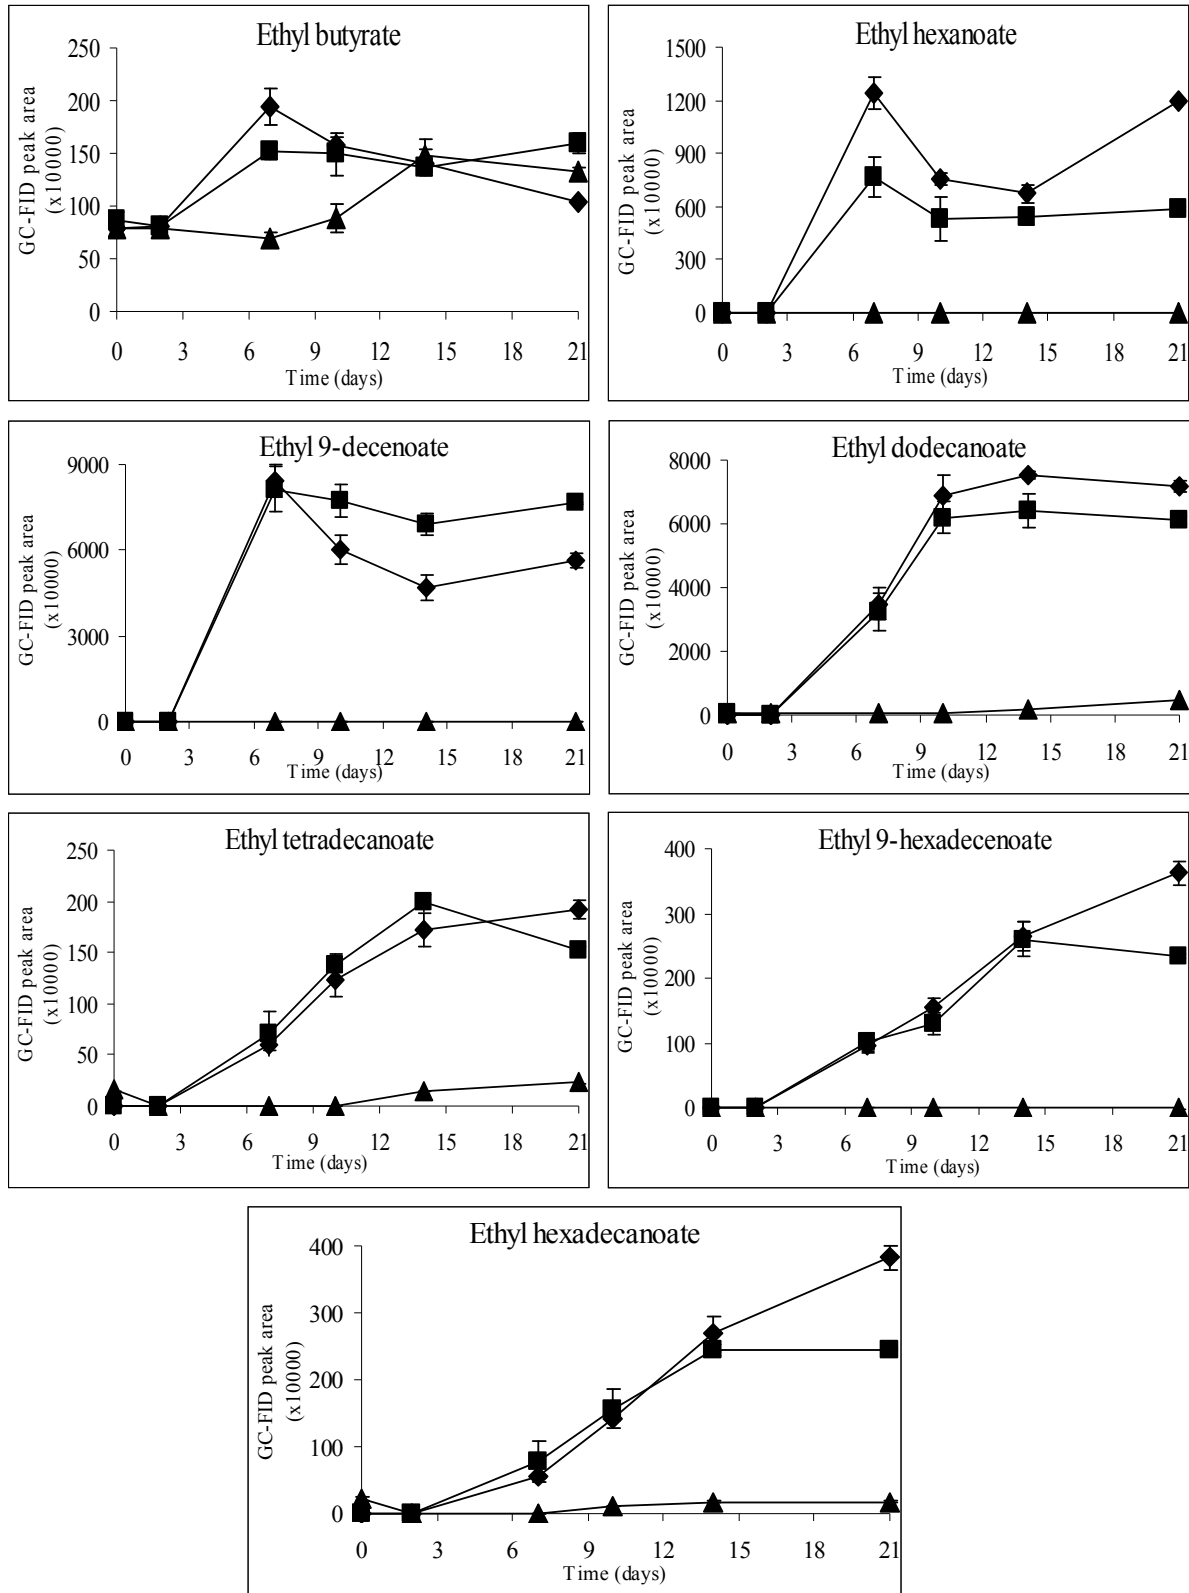 Ethyl butyrate
GC-FID peak area
(x10000)
250
200
150
100
50
0
0 3 6 9 12 15 18 21
Time (days)
Ethyl hexanoate
GC-FID peak area
(x10000)
1500
1200
900
600
300
0
0 3 6 9 12 15 18 21
Time (days)
Ethyl 9-decenoate
GC-FID peak area
(x10000)
9000
6000
3000
0
0 3 6 9 12 15 18 21
Time (days)
Ethyl dodecanoate
GC-FID peak area
(x10000)
8000
6000
4000
2000
0
0 3 6 9 12 15 18 21
Time (days)
Ethyl tetradecanoate
GC-FID peak area
(x10000)
250
200
150
100
50
0
0 3 6 9 12 15 18 21
Time (days)
Ethyl 9-hexadecenoate
GC-FID peak area
(x10000)
400
300
200
100
0
0 3 6 9 12 15 18 21
Time (days)
Ethyl hexadecanoate
GC-FID peak area
(x10000)
400
300
200
100
0
0 3 6 9 12 15 18 21
Time (days)